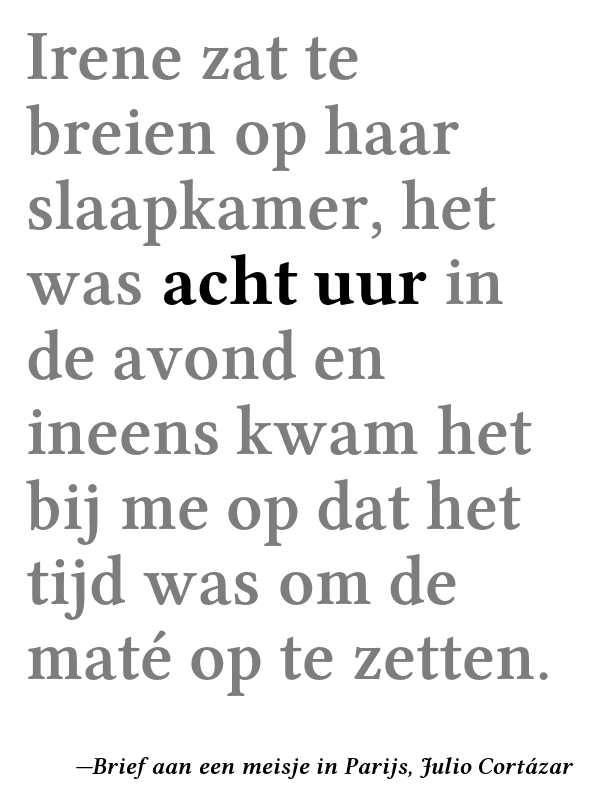 Irene zat te
breien op haar
slaapkamer, het
was acht uur in
de avond en
ineens kwam het
bij me op dat het
tijd was om de
maté op te zetten.
—Brief aan een meisje in Parijs, Julio Cortázar